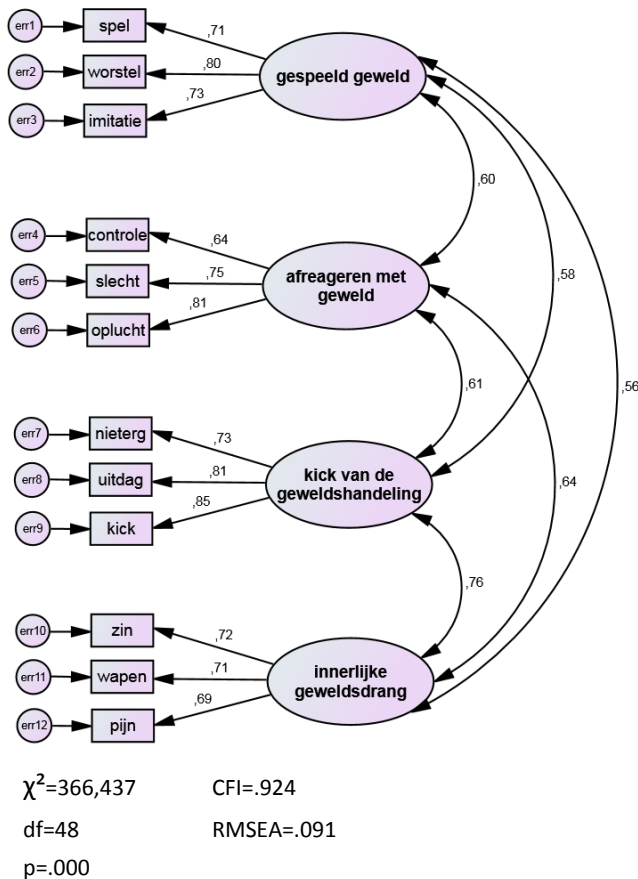 err1 spel ,71
err2 worstel ,80 gespeeld geweld
err3 imitatie ,73
,60
err4 controle ,64
err5 slecht ,75 afreageren met
geweld
err6 oplucht ,81
,58
,61
,56
err7 nieterg ,73
err8 uitdag ,81 kick van de
geweldshandeling
err9 kick ,85
,64
,76
err10 zin ,72
err11 wapen ,71 innerlijke
geweldsdrang
err12 pijn ,69
χ²=366,437 CFI=.924
df=48 RMSEA=.091
p=.000